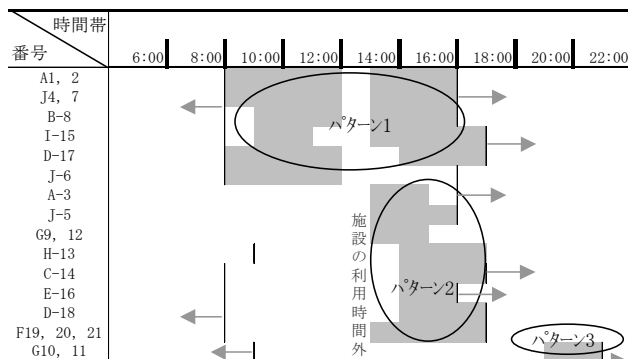 時間帯
番号 6:00 8:00 10:00 12:00 14:00 16:00 18:00 20:00 22:00
A1, 2
J4, 7
B-8
I-15
D-17
J-6
A-3
J-5
G9, 12
H-13
C-14
E-16
D-18
F19, 20, 21
G10, 11
パターン1
施設の利用時間外
パターン2
パターン3